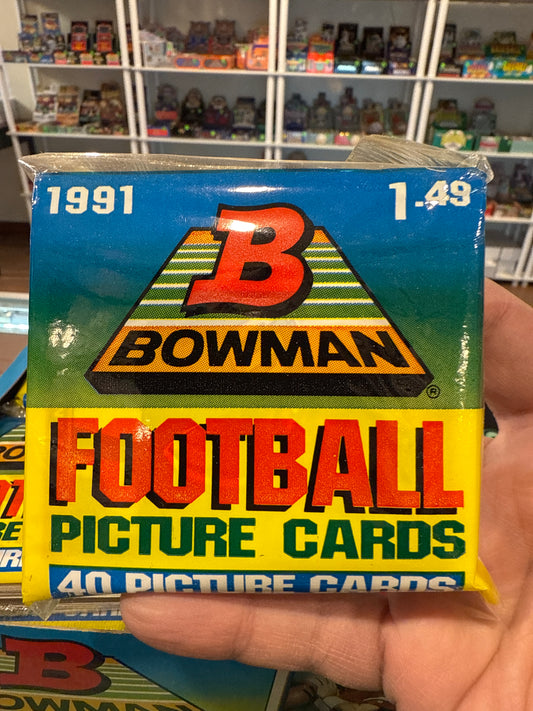 1991 1.49
B
BOWMAN®
FOOTBALL
PICTURE CARDS
40 PICTURE CARDS
B